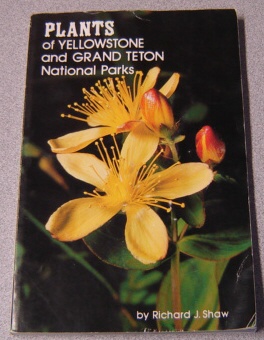 PLANTS
of YELLOWSTONE
and GRAND TETON
National Parks
by Richard J. Shaw